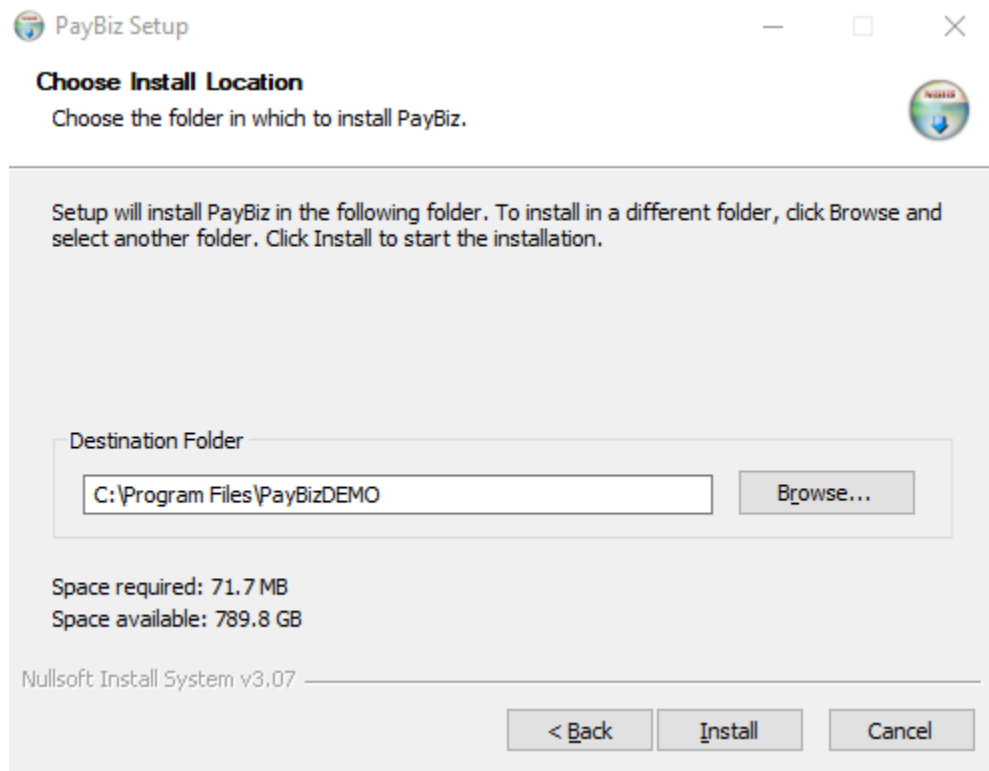 PayBiz Setup
Choose Install Location
Choose the folder in which to install PayBiz.
Setup will install PayBiz in the following folder. To install in a different folder, click Browse and
select another folder. Click Install to start the installation.
Destination Folder
C:\Program Files\PayBizDEMO
Browse...
Space required: 71.7 MB
Space available: 789.8 GB
Nullsoft Install System v3.07
< Back
Install
Cancel